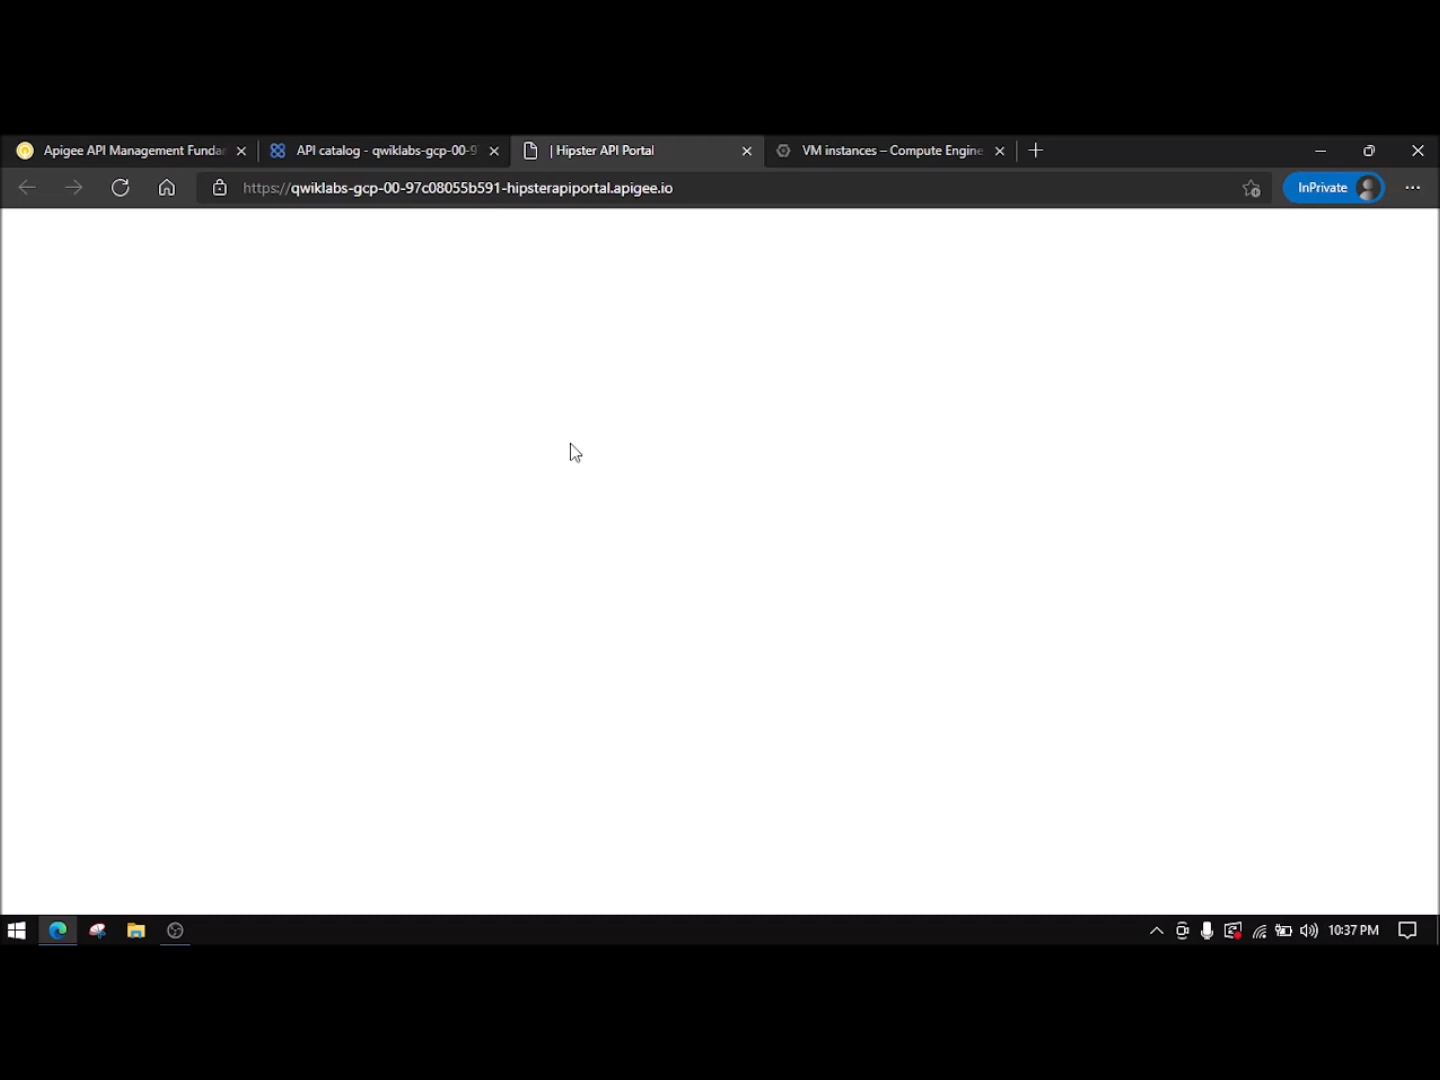 Apigee API Management Funda
API catalog - qwiklabs-gcp-00-9
| Hipster API Portal
VM instances – Compute Engine
https://qwiklabs-gcp-00-97c08055b591-hipsterapiportal.apigee.io
InPrivate
10:37 PM